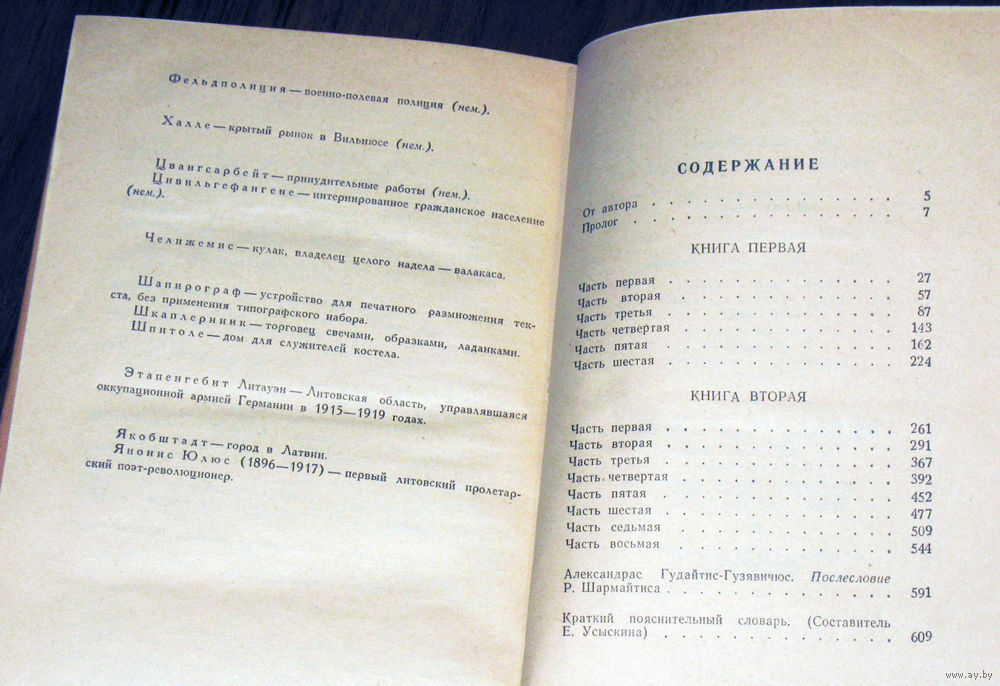 Фельдполиция — военно-полевая полиция (нем.).
Халле — крытый рынок в Вильнюсе (нем.).
Цвангсарбейт — принудительные работы (нем.).
Цивильгефангене — интернированное гражданское население
(нем.).
Челижемис — кулак, владелец целого надела — валакаса.
Шапирограф — устройство для печатного размножения тек-
ста, без применения типографского набора.
Шкаплернинк — торговец свечами, образками, ладанками.
Шпитоле — дом для служителей костела.
Этапенгебит Литауэн — Литовская область, управлявшаяся
оккупационной армией Германии в 1915—1919 годах.
Якобштадт — город в Латвии.
Янонис Юлюс (1896—1917) — первый литовский пролетар-
ский поэт-революционер.
СОДЕРЖАНИЕ
От автора . . . . . . . . . . . . 5
Пролог . . . . . . . . . . . . 7
КНИГА ПЕРВАЯ
Часть первая . . . . . . . . . . 27
Часть вторая . . . . . . . . . . 57
Часть третья . . . . . . . . . . 87
Часть четвертая . . . . . . . . . . 143
Часть пятая . . . . . . . . . . 162
Часть шестая . . . . . . . . . . 224
КНИГА ВТОРАЯ
Часть первая . . . . . . . . . . 261
Часть вторая . . . . . . . . . . 291
Часть третья . . . . . . . . . . 367
Часть четвертая . . . . . . . . . . 392
Часть пятая . . . . . . . . . . 452
Часть шестая . . . . . . . . . . 477
Часть седьмая . . . . . . . . . . 509
Часть восьмая . . . . . . . . . . 544
Александрас Гудайтис-Гузявичюс. Послесловие
Р. Шармайтиса . . . . . . . . . . 591
Краткий пояснительный словарь. (Составитель
Е. Усыскина) . . . . . . . . . . 609
www.ay.by